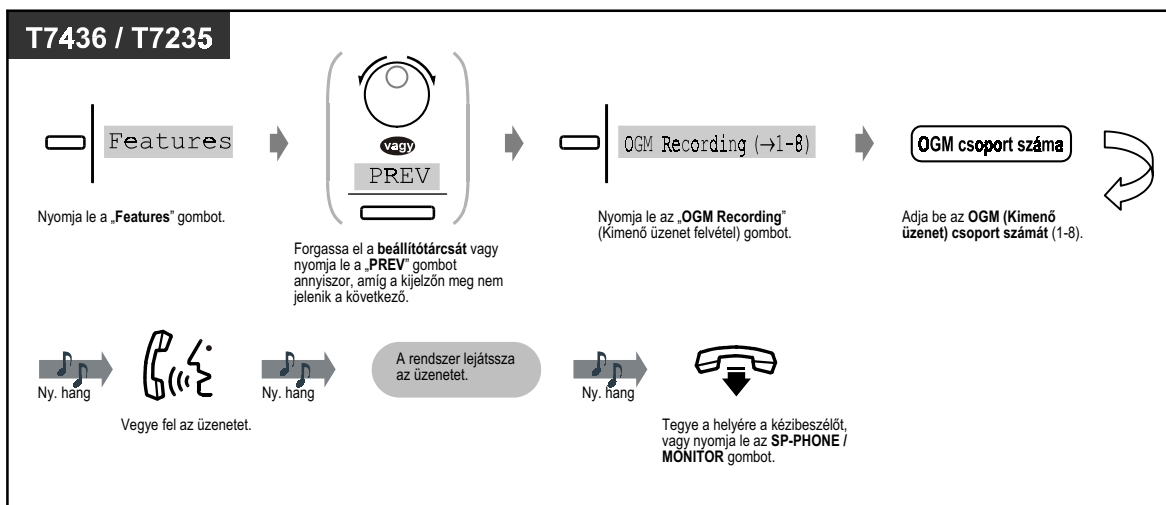 T7436 / T7235
Features
Nyomja le a „Features” gombot.
vagy
PREV
Forgassa el a beállítótárcsát vagy
nyomja le a „PREV” gombot
annyiszor, amíg a kijelzőn meg nem
jelenik a következő.
OGM Recording (→1-8)
Nyomja le az „OGM Recording”
(Kimenő üzenet felvétel) gombot.
OGM csoport száma
Adja be az OGM (Kimenő
üzenet) csoport számát (1-8).
Ny. hang
Vegye fel az üzenetet.
Ny. hang
A rendszer lejátssza
az üzenetet.
Ny. hang
Tegye a helyére a kézibeszélőt,
vagy nyomja le az SP-PHONE /
MONITOR gombot.